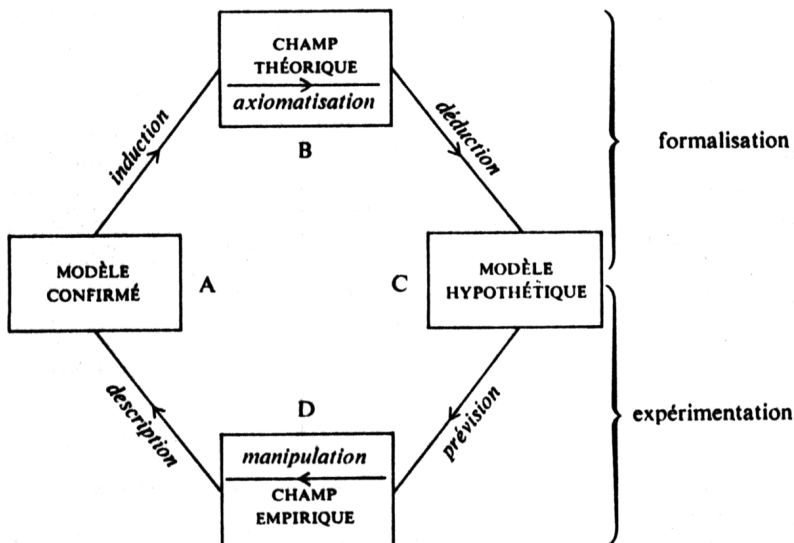 CHAMP
THÉORIQUE
axiomatisation
B
induction
déduction
formalisation
MODÈLE
CONFIRMÉ
A
C
MODÈLE
HYPOTHÉTIQUE
description
D
prévision
expérimentation
manipulation
CHAMP
EMPIRIQUE